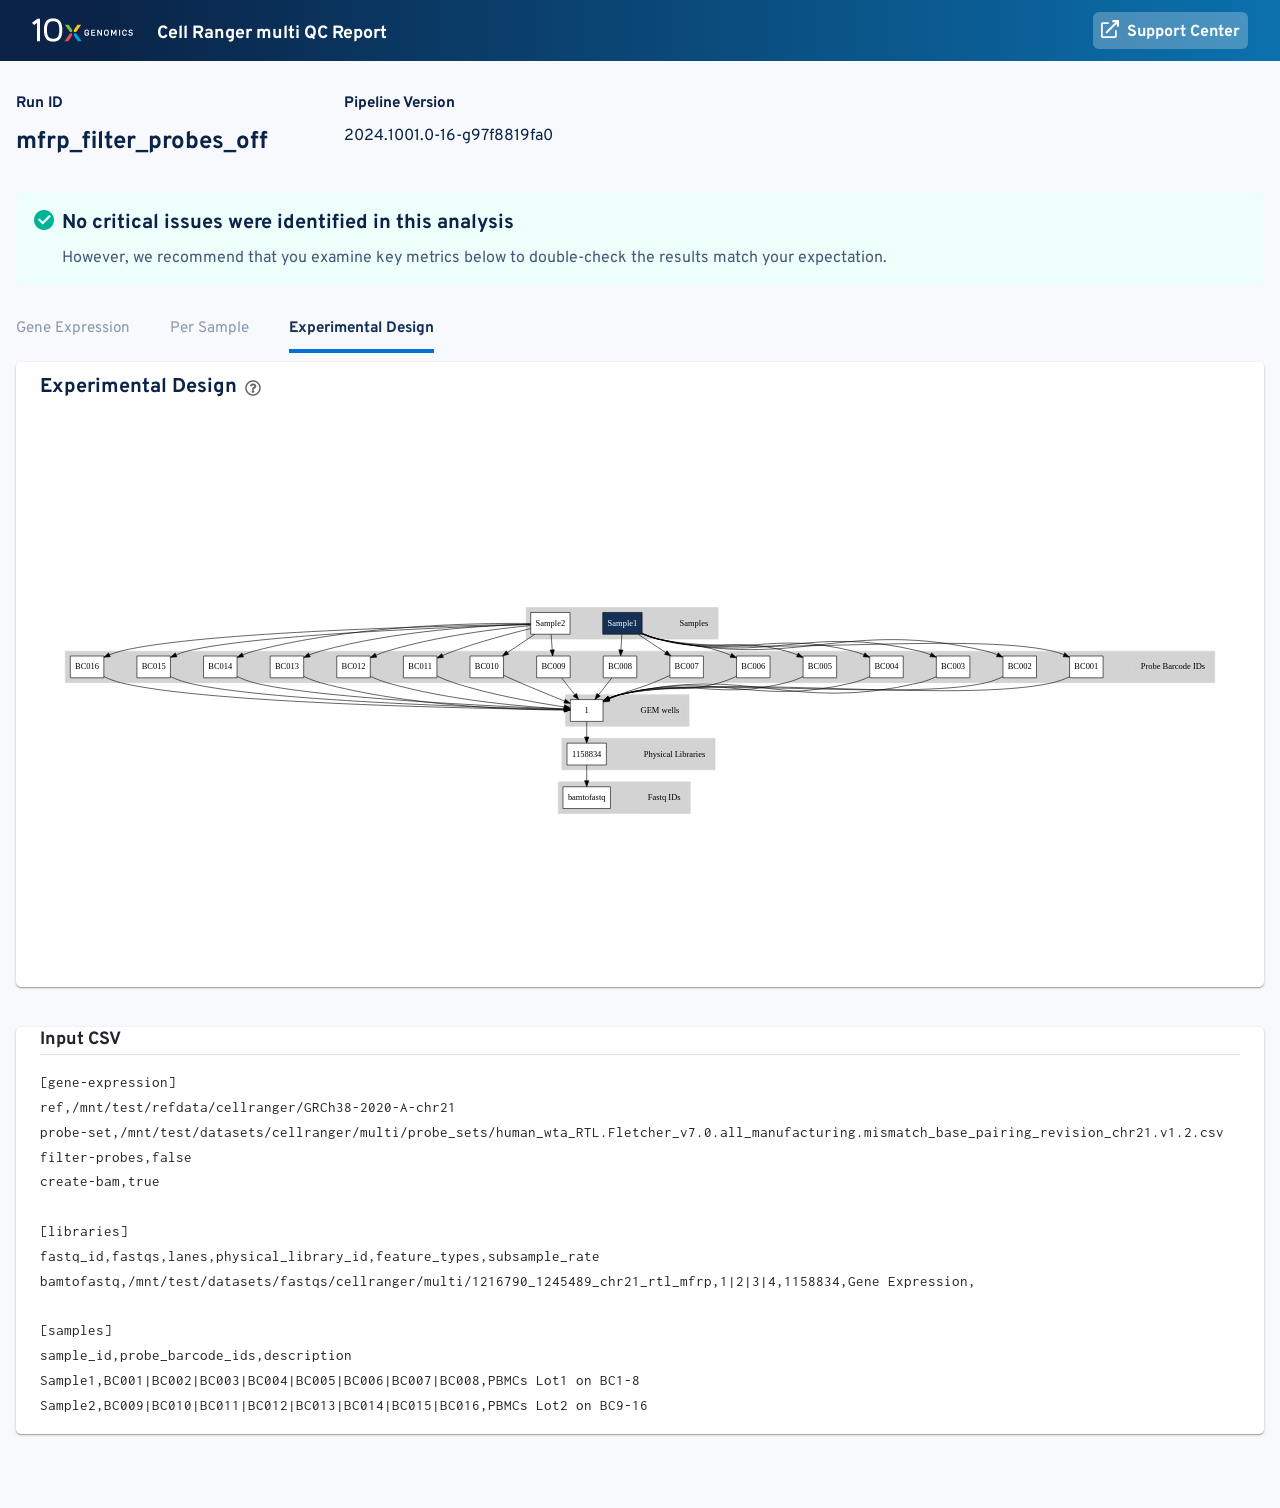 10x GENOMICS Cell Ranger multi QC Report Support Center
Run ID Pipeline Version
mfrp_filter_probes_off 2024.1001.0-16-g97f8819fa0
No critical issues were identified in this analysis
However, we recommend that you examine key metrics below to double-check the results match your expectation.
Gene Expression Per Sample Experimental Design
Experimental Design ?
Sample2 Sample1 Samples
BC016 BC015 BC014 BC013 BC012 BC011 BC010 BC009 BC008 BC007 BC006 BC005 BC004 BC003 BC002 BC001 Probe Barcode IDs
1 GEM wells
1158834 Physical Libraries
bamtofastq Fastq IDs
Input CSV
[gene-expression]
ref,/mnt/test/refdata/cellranger/GRCh38-2020-A-chr21
probe-set,/mnt/test/datasets/cellranger/multi/probe_sets/human_wta_RTL.Fletcher_v7.0.all_manufacturing.mismatch_base_pairing_revision_chr21.v1.2.csv
filter-probes,false
create-bam,true
[libraries]
fastq_id,fastqs,lanes,physical_library_id,feature_types,subsample_rate
bamtofastq,/mnt/test/datasets/fastqs/cellranger/multi/1216790_1245489_chr21_rtl_mfrp,1|2|3|4,1158834,Gene Expression,
[samples]
sample_id,probe_barcode_ids,description
Sample1,BC001|BC002|BC003|BC004|BC005|BC006|BC007|BC008,PBMCs Lot1 on BC1-8
Sample2,BC009|BC010|BC011|BC012|BC013|BC014|BC015|BC016,PBMCs Lot2 on BC9-16